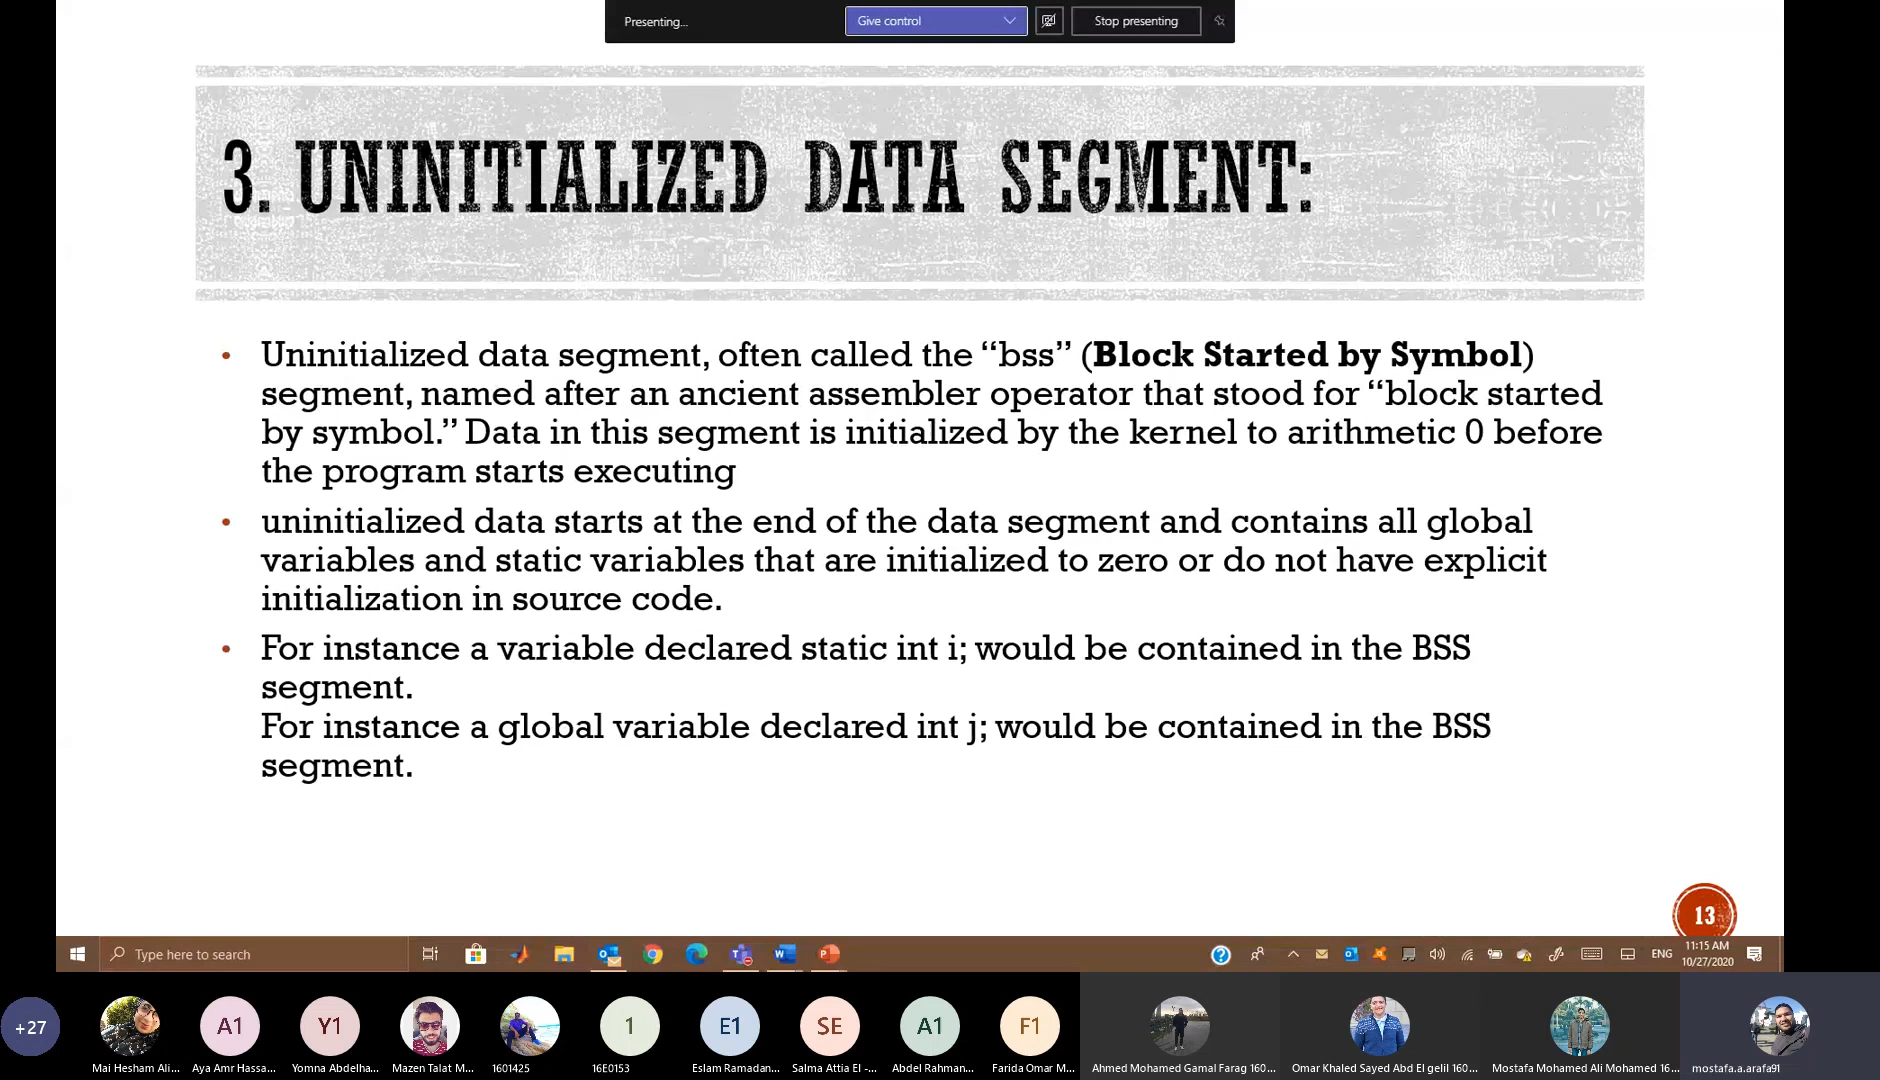 Presenting...
Give control
Stop presenting
3. UNINITIALIZED DATA SEGMENT:
• Uninitialized data segment, often called the “bss” (Block Started by Symbol)
segment, named after an ancient assembler operator that stood for “block started
by symbol.” Data in this segment is initialized by the kernel to arithmetic 0 before
the program starts executing
• uninitialized data starts at the end of the data segment and contains all global
variables and static variables that are initialized to zero or do not have explicit
initialization in source code.
• For instance a variable declared static int i; would be contained in the BSS
segment.
For instance a global variable declared int j; would be contained in the BSS
segment.
13
Type here to search
ENG
11:15 AM
10/27/2020
+27
A1
Y1
1
E1
SE
A1
F1
Mai Hesham Ali...
Aya Amr Hassa...
Yomna Abdelha...
Mazen Talat M...
1601425
16E0153
Eslam Ramadan...
Salma Attia El -...
Abdel Rahman...
Farida Omar M...
Ahmed Mohamed Gamal Farag 160...
Omar Khaled Sayed Abd El gelil 160...
Mostafa Mohamed Ali Mohamed 16...
mostafa.a.arafa91